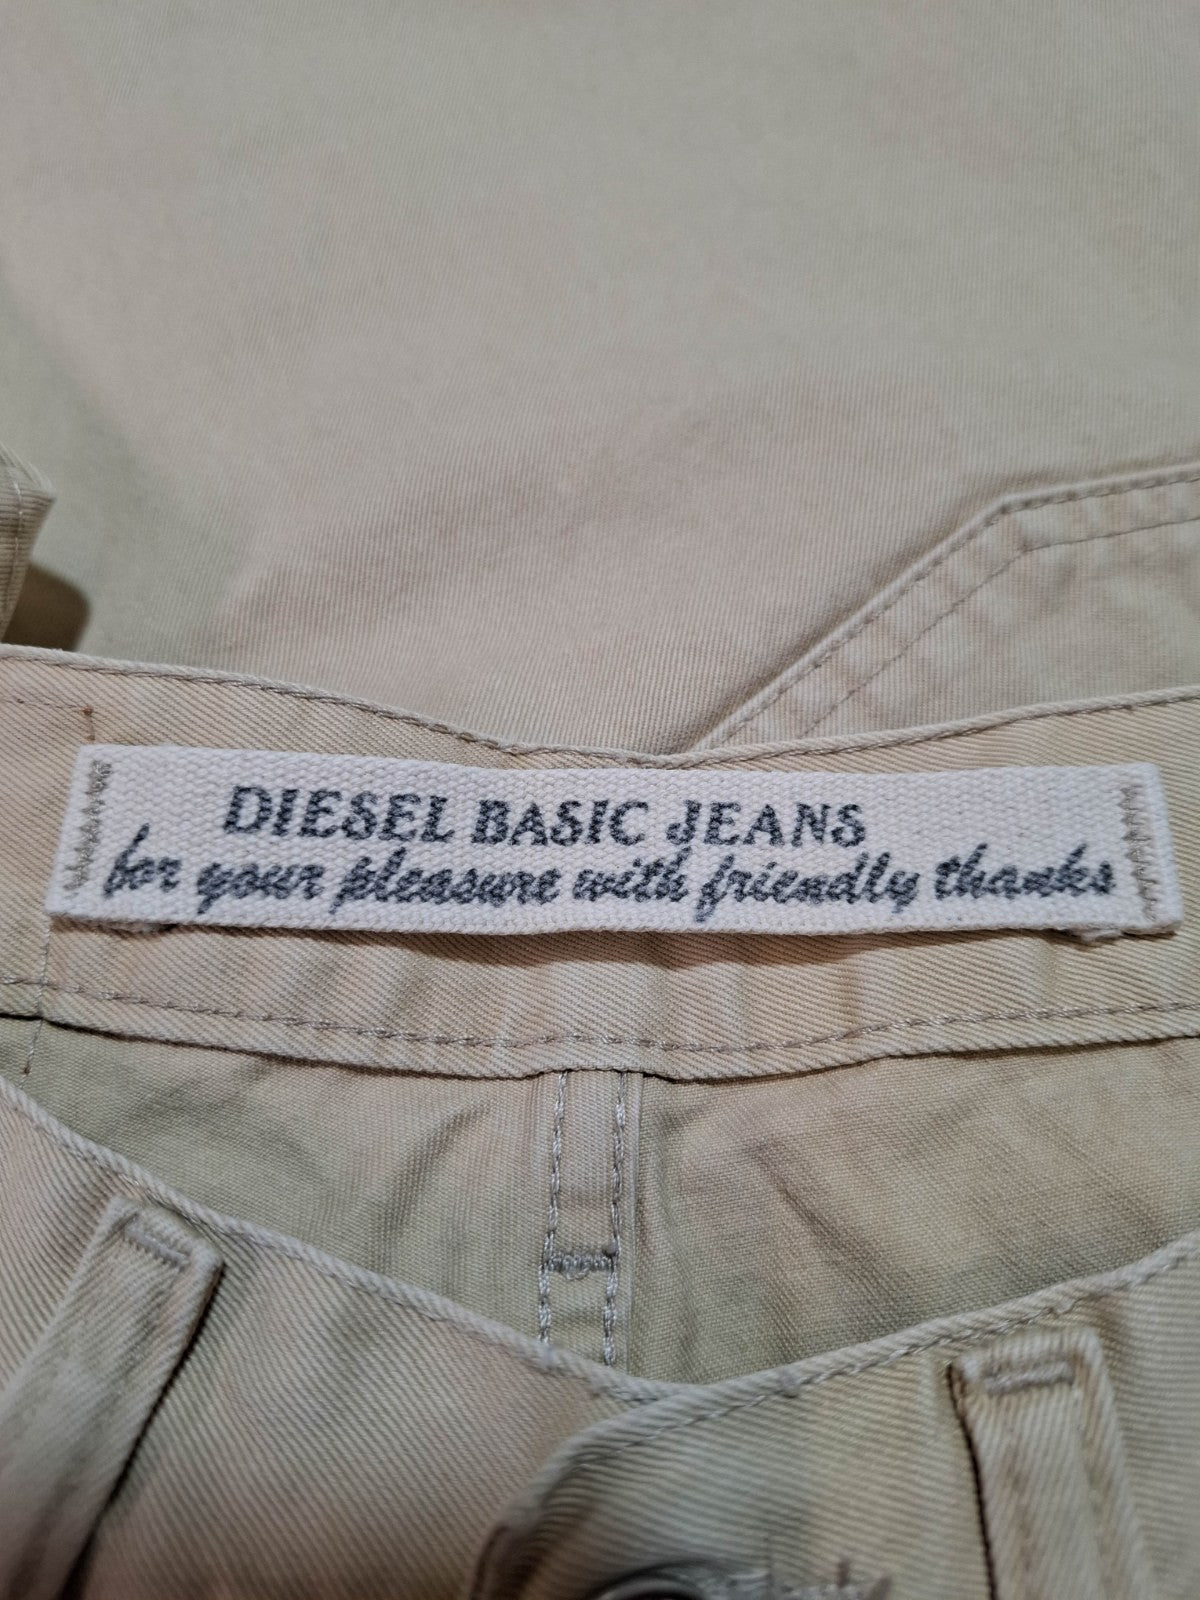 DIESEL BASIC JEANS
for your pleasure with friendly thanks